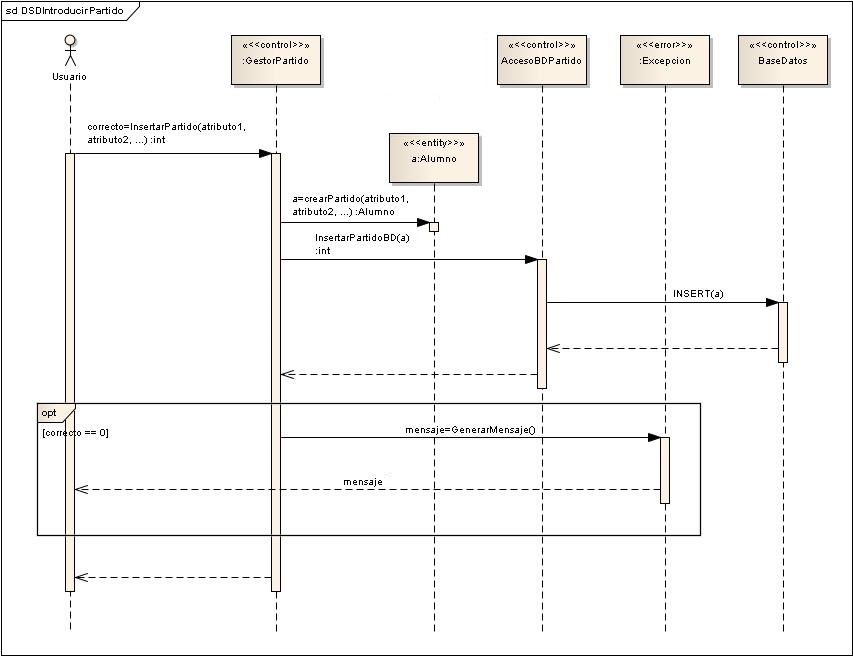 sd DSDIntroducirPartido
Usuario
«<<control>>»
:GestorPartido
«<<control>>»
AccesoBDPartido
«<<error>>»
:Excepcion
«<<control>>»
BaseDatos
correcto=InsertarPartido(atributo1,
atributo2, ...) :int
«<<entity>>»
a:Alumno
a=crearPartido(atributo1,
atributo2, ...) :Alumno
InsertarPartidoBD(a)
:int
INSERT(a)
opt
[correcto == 0]
mensaje=GenerarMensaje()
mensaje